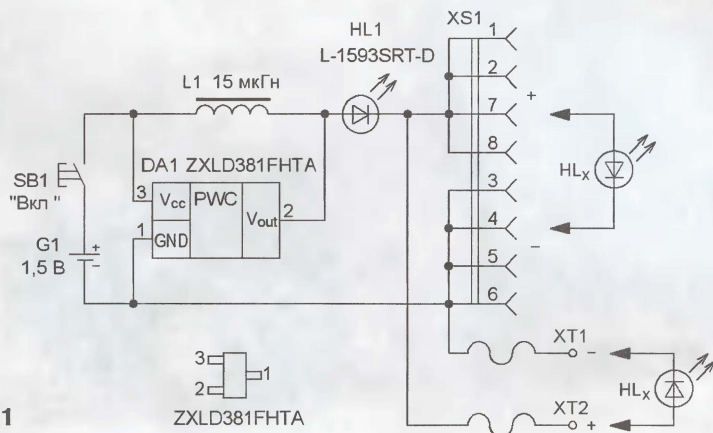 XS1
HL1
L-1593SRT-D
L1 15 мкГн
1
2
7
+
8
3
4
−
5
6
HLX
DA1 ZXLD381FHTA
3
Vcc
PWC
Vout
2
1
GND
SB1
"Вкл "
G1
+
−
1,5 В
XT1
−
HLX
XT2
+
3
2
1
ZXLD381FHTA
1